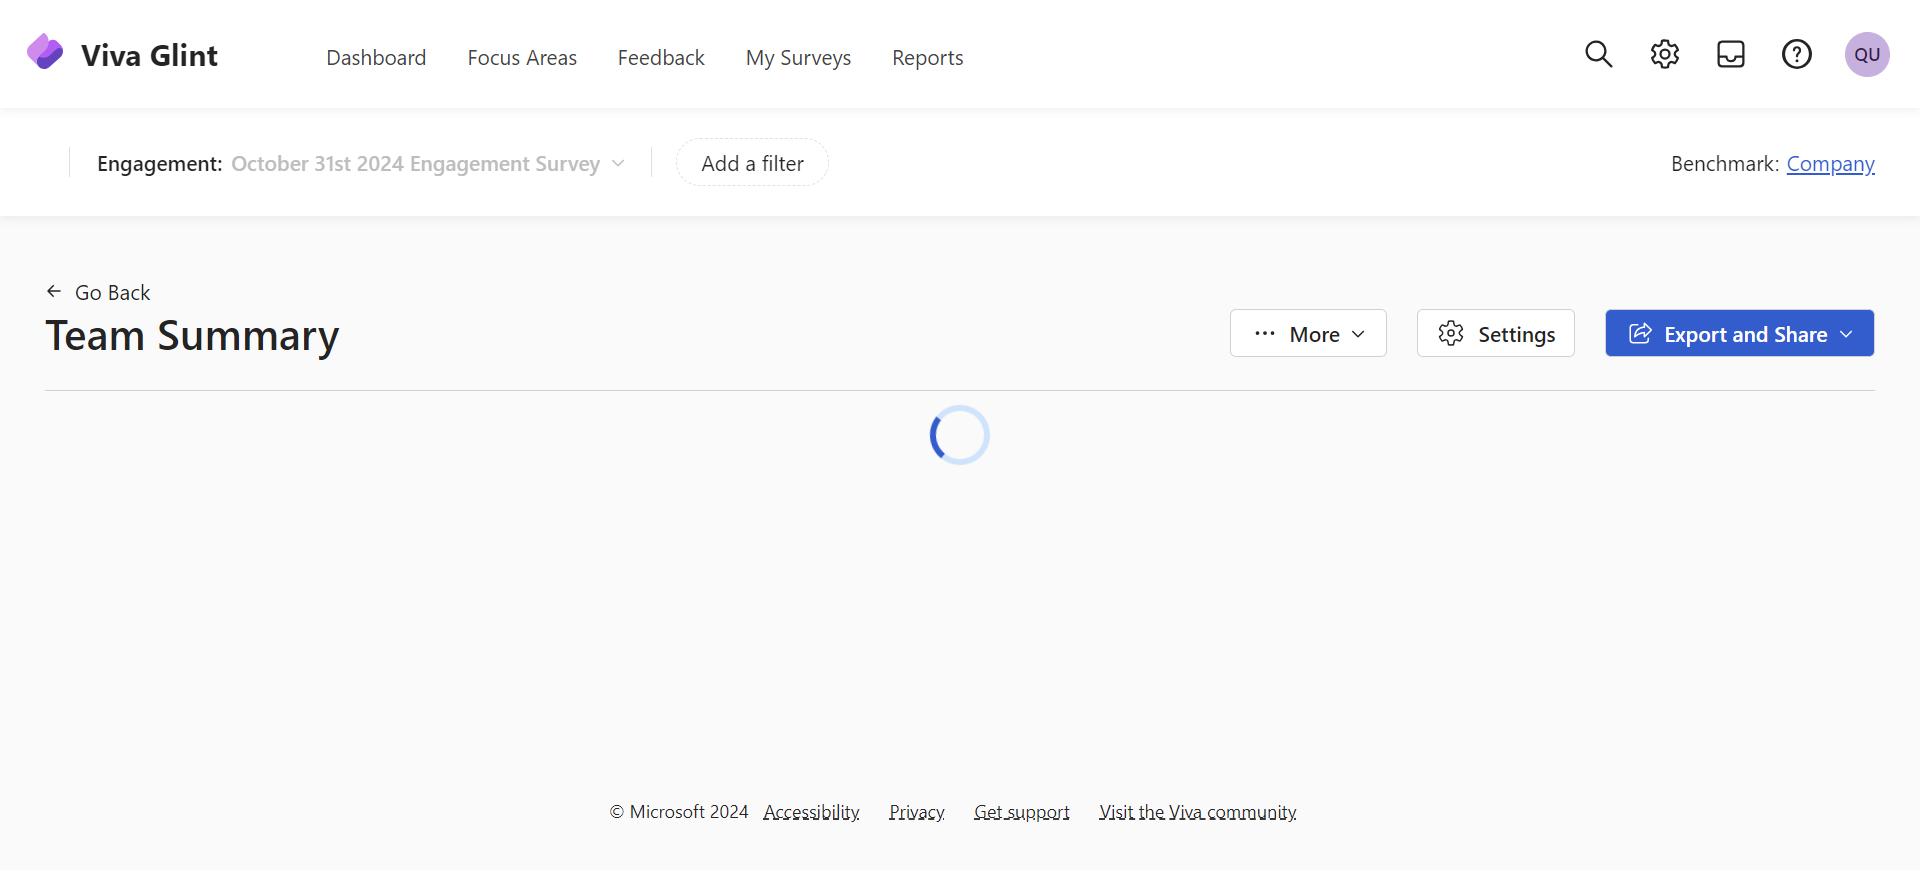 Viva Glint
Dashboard Focus Areas Feedback My Surveys Reports
QU
Engagement: October 31st 2024 Engagement Survey
Add a filter
Benchmark: Company
Go Back
Team Summary
More
Settings
Export and Share
© Microsoft 2024 Accessibility Privacy Get support Visit the Viva community